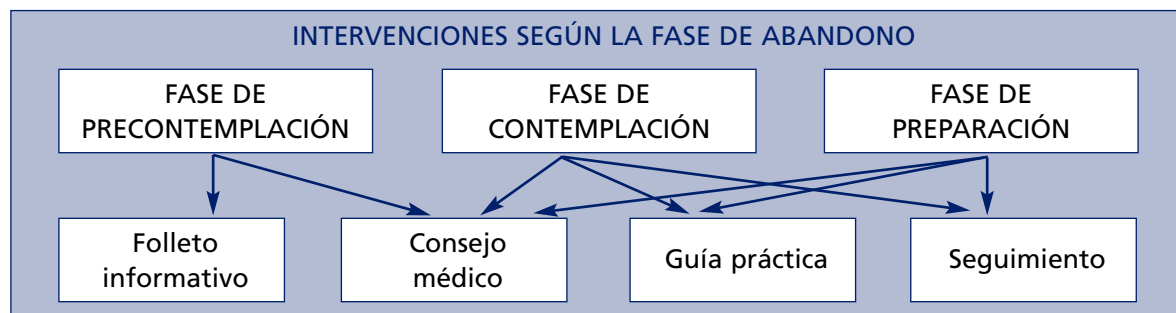 INTERVENCIONES SEGÚN LA FASE DE ABANDONO
FASE DE
PRECONTEMPLACIÓN
FASE DE
CONTEMPLACIÓN
FASE DE
PREPARACIÓN
Folleto
informativo
Consejo
médico
Guía práctica
Seguimiento